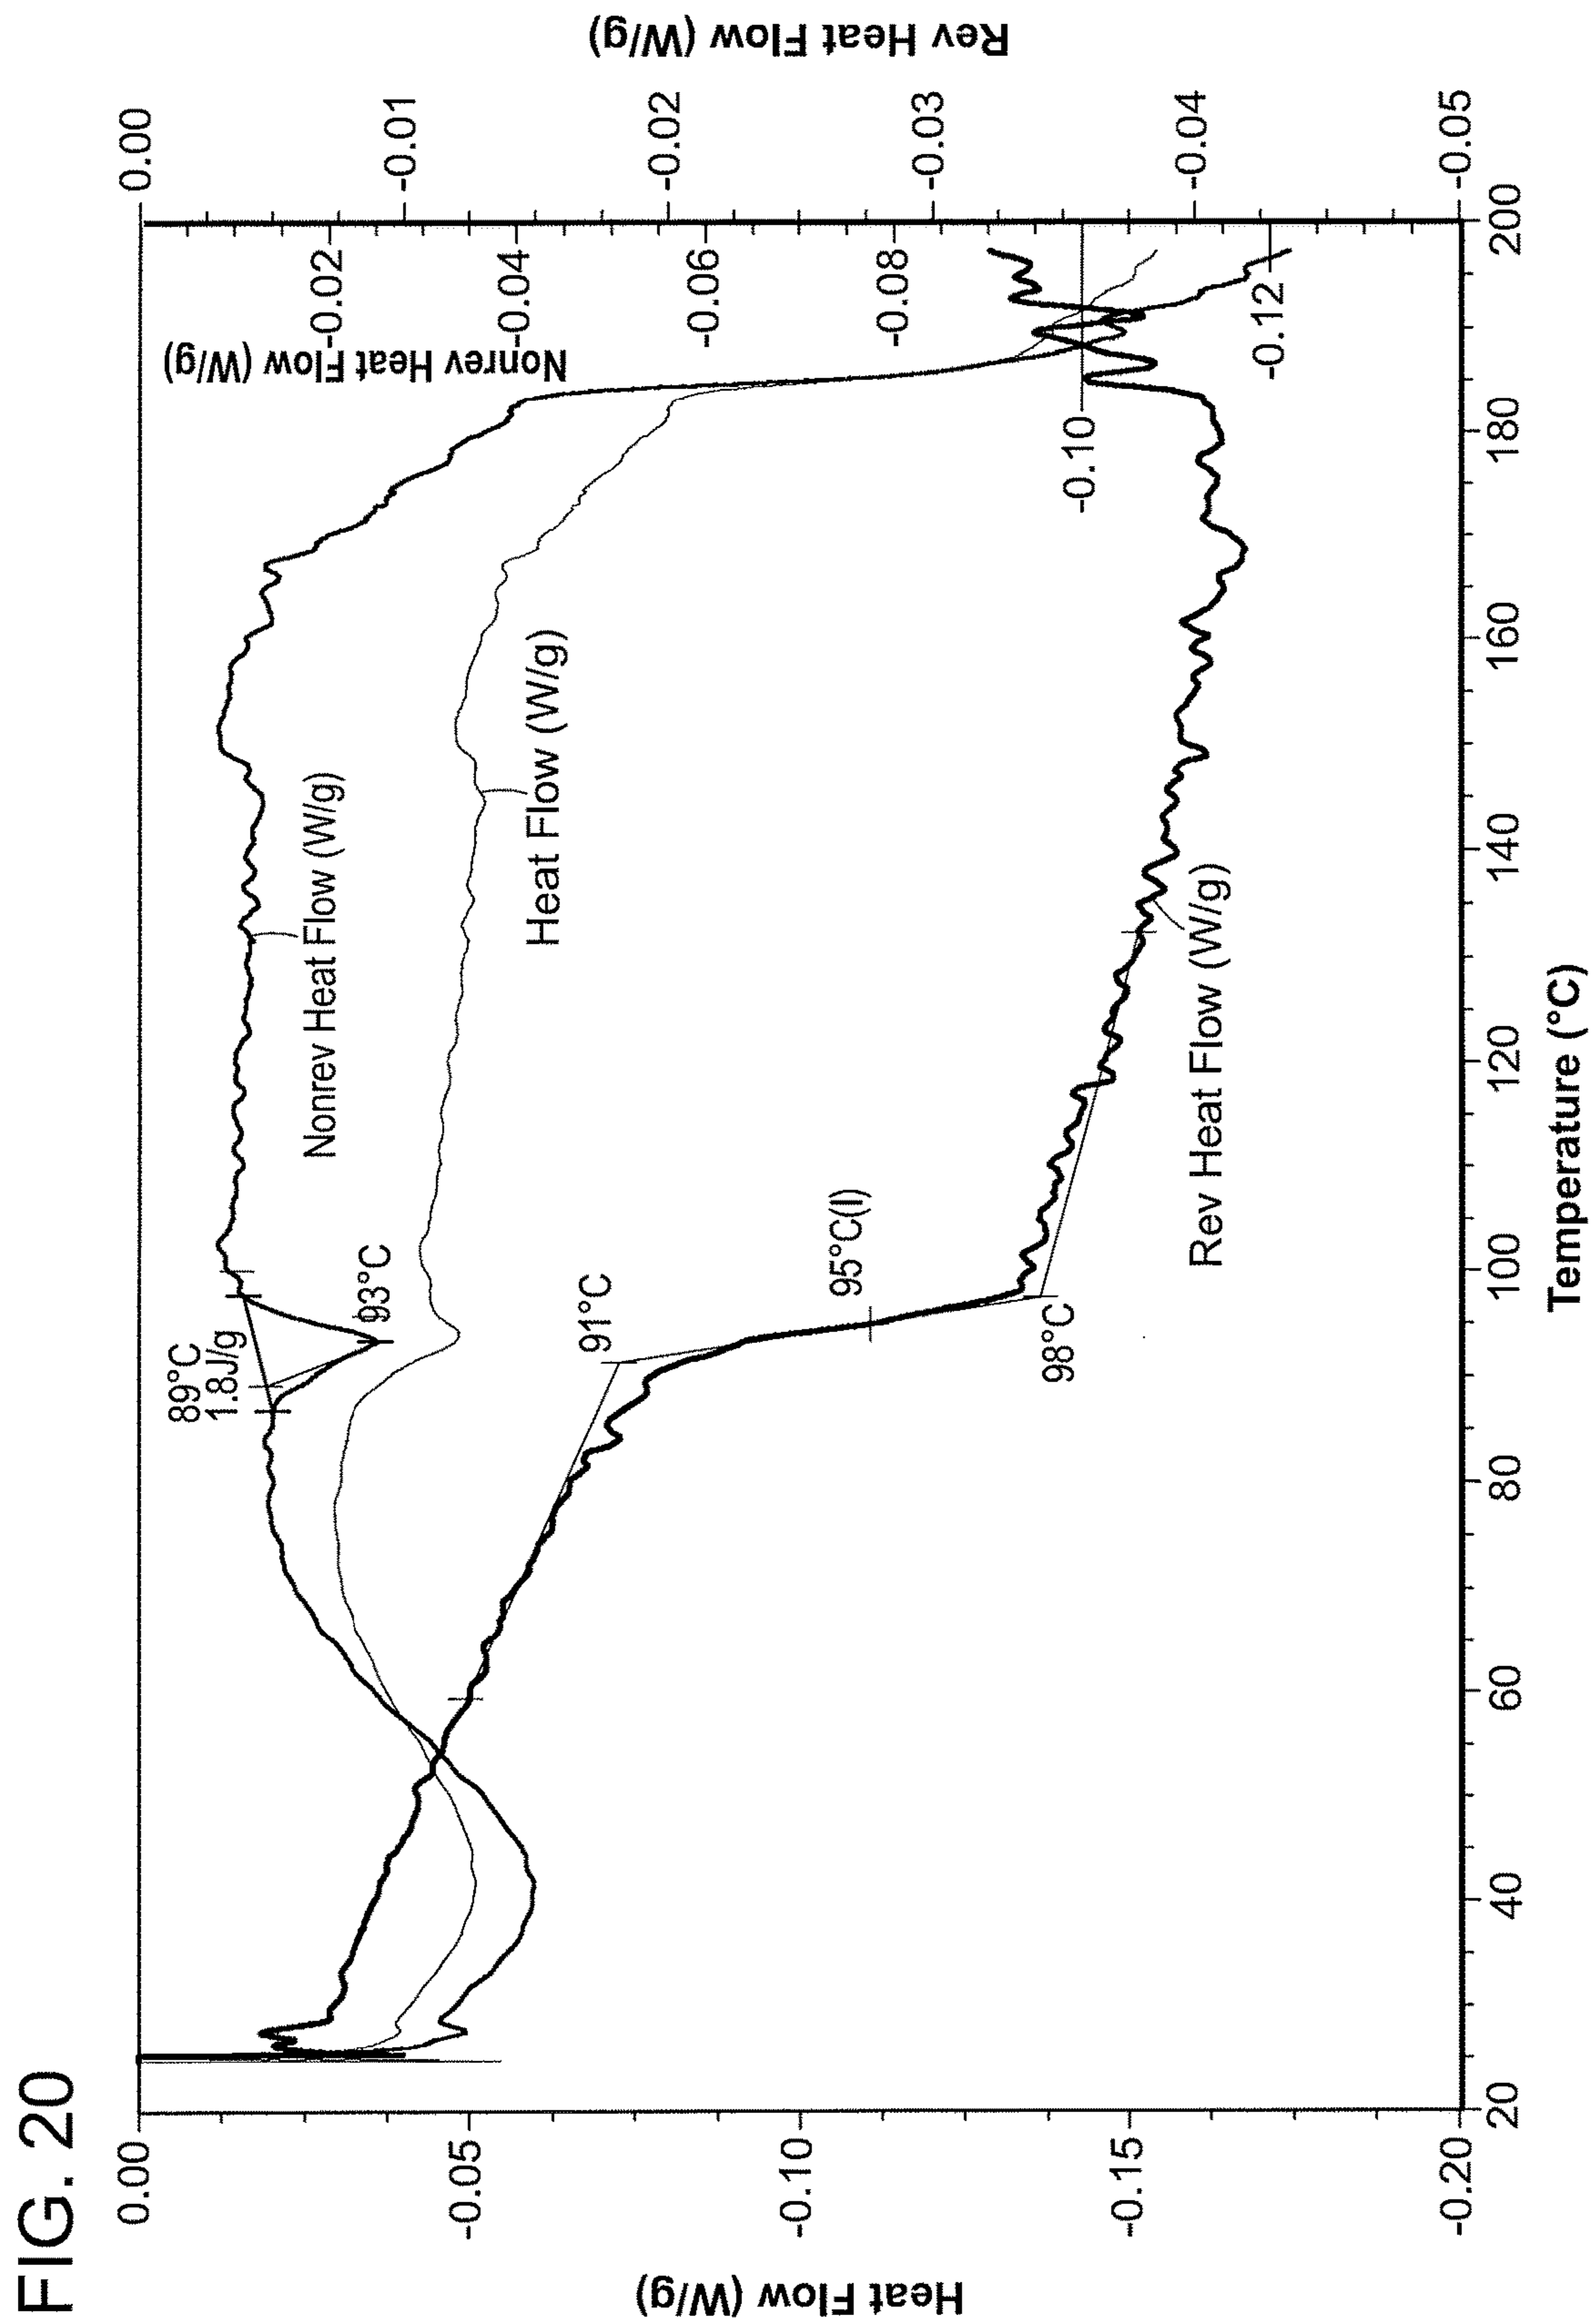 FIG. 20
Heat Flow (W/g)
0.00
-0.05
-0.10
-0.15
-0.20
20
40
60
80
100
120
140
160
180
200
Temperature (°C)
89°C
1.8J/g
93°C
91°C
95°C(I)
98°C
Nonrev Heat Flow (W/g)
Heat Flow (W/g)
Rev Heat Flow (W/g)
Nonrev Heat Flow (W/g)
-0.02
-0.04
-0.06
-0.08
-0.10
-0.12
0.00
-0.01
-0.02
-0.03
-0.04
-0.05
Rev Heat Flow (W/g)